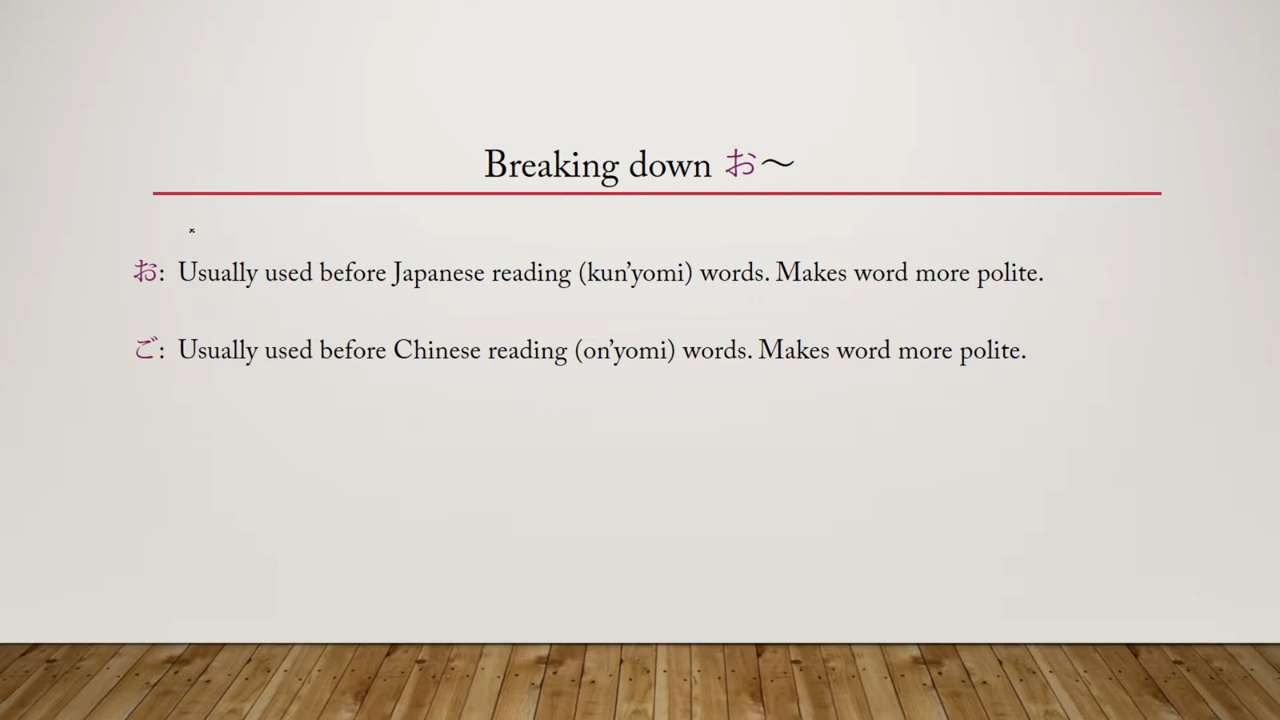 Breaking down お～
お: Usually used before Japanese reading (kun’yomi) words. Makes word more polite.
ご: Usually used before Chinese reading (on’yomi) words. Makes word more polite.